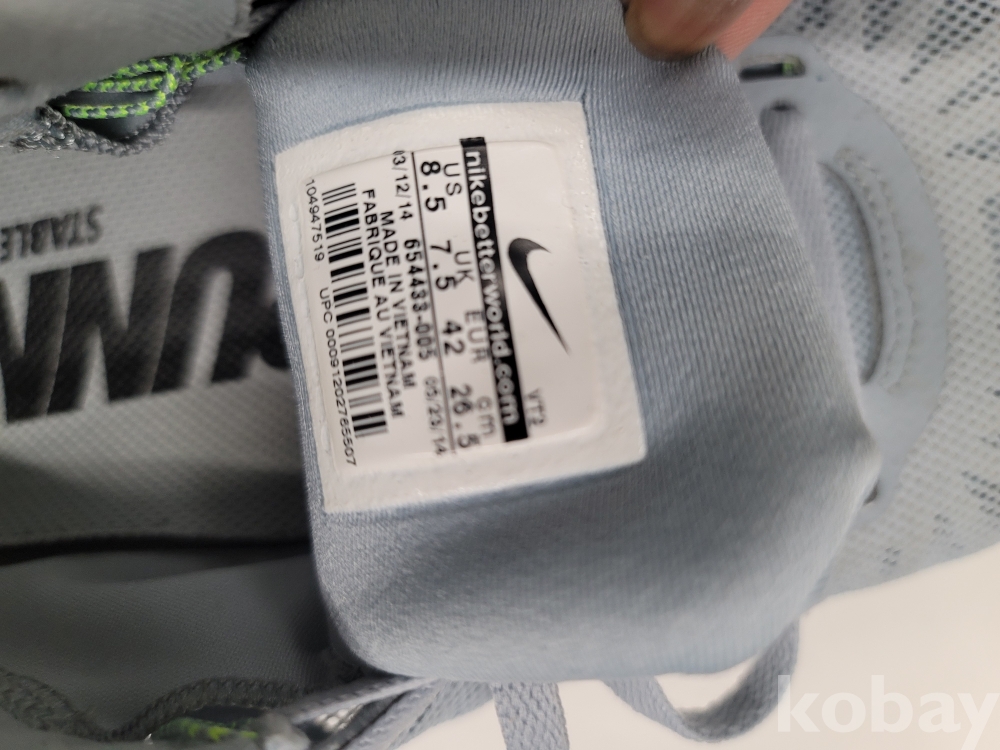 VT2
nikebetterworld.com
US UK EUR cm
8.5 7.5 42 26.5
03/12/14 654433-005 05/23/14
MADE IN VIETNAM
FABRIQUE AU VIETNAM
104947519 UPC 00091202765507
STABLE
kobay